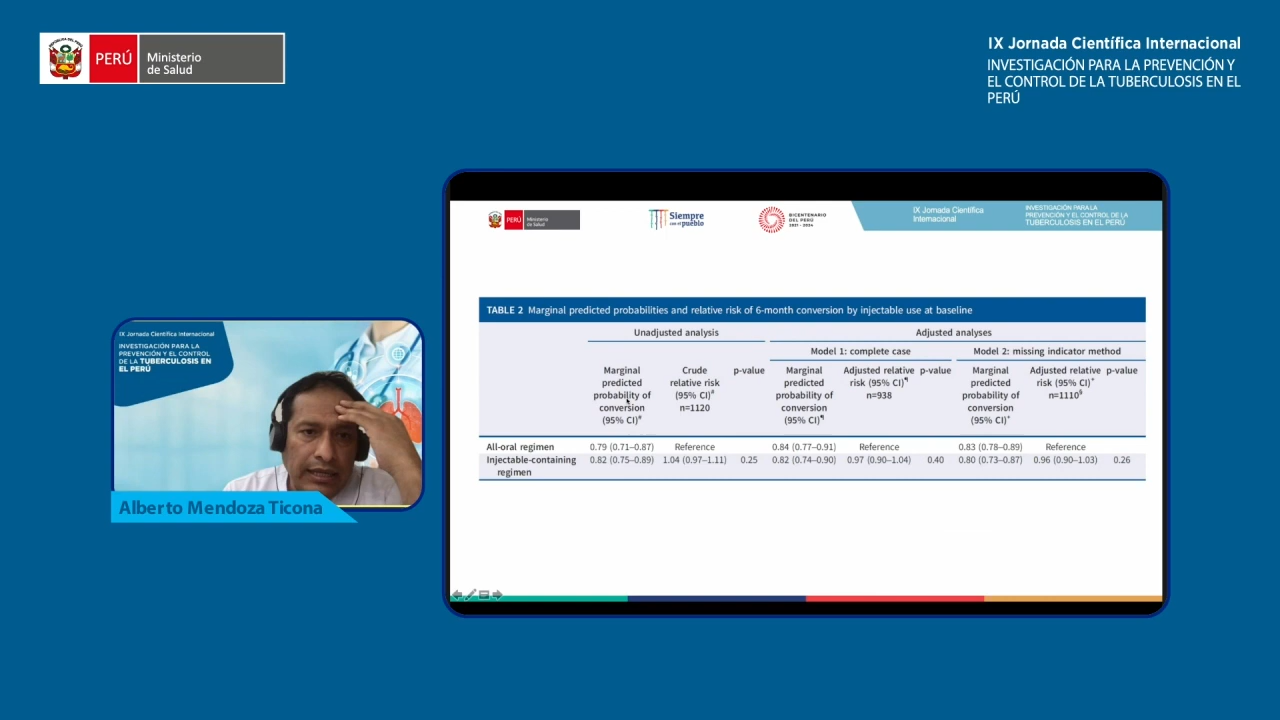 PERÚ
Ministerio
de Salud
IX Jornada Científica Internacional
INVESTIGACIÓN PARA LA PREVENCIÓN Y
EL CONTROL DE LA TUBERCULOSIS EN EL
PERÚ
IX Jornada Científica Internacional
INVESTIGACIÓN PARA LA
PREVENCIÓN Y EL CONTROL
DE LA TUBERCULOSIS EN
EL PERÚ
Alberto Mendoza Ticona
PERÚ
Ministerio
de Salud
Siempre
con el pueblo
BICENTENARIO
DEL PERÚ
2021 - 2024
IX Jornada Científica
Internacional
INVESTIGACIÓN PARA LA
PREVENCIÓN Y EL CONTROL DE LA
TUBERCULOSIS EN EL PERÚ
TABLE 2 Marginal predicted probabilities and relative risk of 6-month conversion by injectable use at baseline
Unadjusted analysis Adjusted analyses
Model 1: complete case Model 2: missing indicator method
Marginal Crude p-value Marginal Adjusted relative p-value Marginal Adjusted relative p-value
predicted relative risk predicted risk (95% CI)¶ predicted risk (95% CI)+
probability of (95% CI)# probability of n=938 probability of n=1110§
conversion n=1120 conversion conversion
(95% CI)# (95% CI)¶ (95% CI)+
All-oral regimen 0.79 (0.71–0.87) Reference 0.84 (0.77–0.91) Reference 0.83 (0.78–0.89) Reference
Injectable-containing 0.82 (0.75–0.89) 1.04 (0.97–1.11) 0.25 0.82 (0.74–0.90) 0.97 (0.90–1.04) 0.40 0.80 (0.73–0.87) 0.96 (0.90–1.03) 0.26
regimen